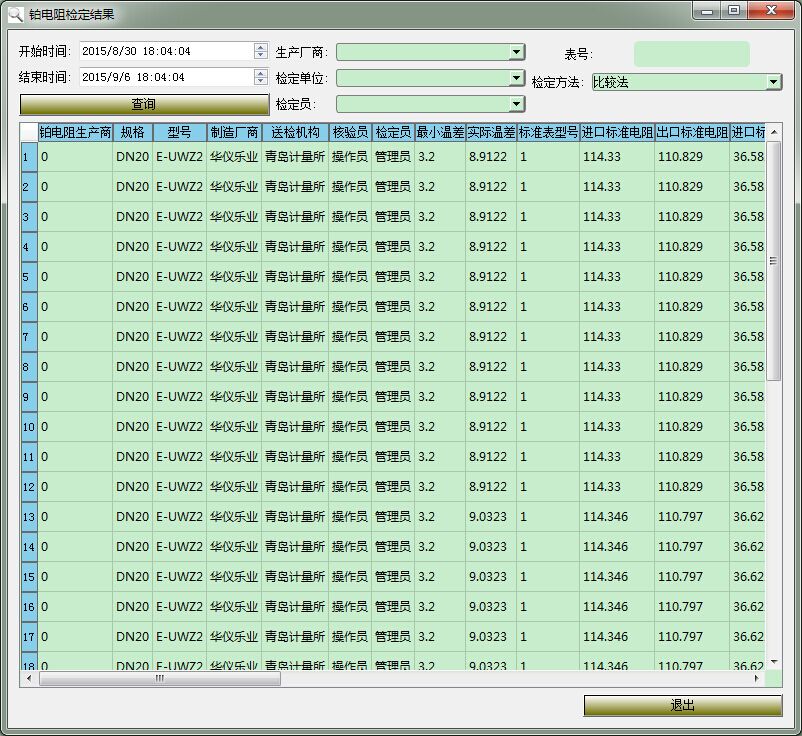 铂电阻检定结果
开始时间: 2015/8/30 18:04:04 生产厂商: 表号:
结束时间: 2015/9/6 18:04:04 检定单位: 检定方法: 比较法
查询 检定员:
铂电阻生产商 规格 型号 制造厂商 送检机构 核验员 检定员 最小温差 实际温差 标准表型号 进口标准电阻 出口标准电阻 进口标
1 0 DN20 E-UWZ2 华仪乐业 青岛计量所 操作员 管理员 3.2 8.9122 1 114.33 110.829 36.58
2 0 DN20 E-UWZ2 华仪乐业 青岛计量所 操作员 管理员 3.2 8.9122 1 114.33 110.829 36.58
3 0 DN20 E-UWZ2 华仪乐业 青岛计量所 操作员 管理员 3.2 8.9122 1 114.33 110.829 36.58
4 0 DN20 E-UWZ2 华仪乐业 青岛计量所 操作员 管理员 3.2 8.9122 1 114.33 110.829 36.58
5 0 DN20 E-UWZ2 华仪乐业 青岛计量所 操作员 管理员 3.2 8.9122 1 114.33 110.829 36.58
6 0 DN20 E-UWZ2 华仪乐业 青岛计量所 操作员 管理员 3.2 8.9122 1 114.33 110.829 36.58
7 0 DN20 E-UWZ2 华仪乐业 青岛计量所 操作员 管理员 3.2 8.9122 1 114.33 110.829 36.58
8 0 DN20 E-UWZ2 华仪乐业 青岛计量所 操作员 管理员 3.2 8.9122 1 114.33 110.829 36.58
9 0 DN20 E-UWZ2 华仪乐业 青岛计量所 操作员 管理员 3.2 8.9122 1 114.33 110.829 36.58
10 0 DN20 E-UWZ2 华仪乐业 青岛计量所 操作员 管理员 3.2 8.9122 1 114.33 110.829 36.58
11 0 DN20 E-UWZ2 华仪乐业 青岛计量所 操作员 管理员 3.2 8.9122 1 114.33 110.829 36.58
12 0 DN20 E-UWZ2 华仪乐业 青岛计量所 操作员 管理员 3.2 8.9122 1 114.33 110.829 36.58
13 0 DN20 E-UWZ2 华仪乐业 青岛计量所 操作员 管理员 3.2 9.0323 1 114.346 110.797 36.62
14 0 DN20 E-UWZ2 华仪乐业 青岛计量所 操作员 管理员 3.2 9.0323 1 114.346 110.797 36.62
15 0 DN20 E-UWZ2 华仪乐业 青岛计量所 操作员 管理员 3.2 9.0323 1 114.346 110.797 36.62
16 0 DN20 E-UWZ2 华仪乐业 青岛计量所 操作员 管理员 3.2 9.0323 1 114.346 110.797 36.62
17 0 DN20 E-UWZ2 华仪乐业 青岛计量所 操作员 管理员 3.2 9.0323 1 114.346 110.797 36.62
18 0 DN20 E-UWZ2 华仪乐业 青岛计量所 操作员 管理员 3.2 9.0323 1 114.346 110.797 36.62
退出